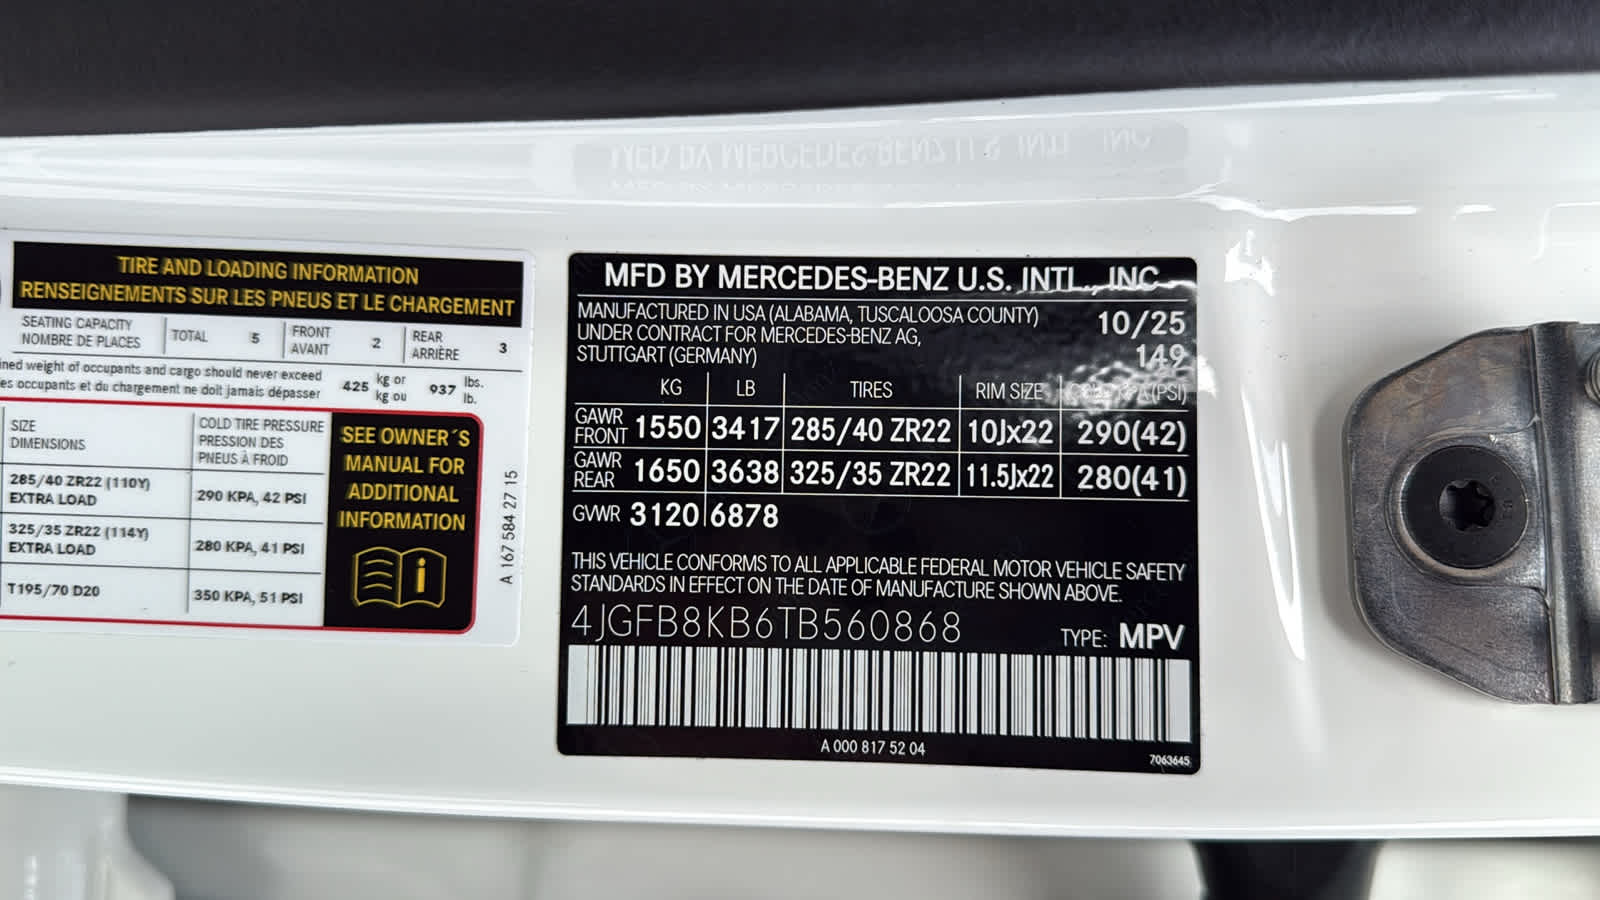 TIRE AND LOADING INFORMATION
RENSEIGNEMENTS SUR LES PNEUS ET LE CHARGEMENT
SEATING CAPACITY
NOMBRE DE PLACES
TOTAL 5
FRONT
AVANT
2
REAR
ARRIÈRE
3
weight of occupants and cargo should never exceed
occupants et du chargement ne doit jamais dépasser
425 kg or
kg ou
937 lbs.
lb.
SIZE
DIMENSIONS
COLD TIRE PRESSURE
PRESSION DES
PNEUS À FROID
285/40 ZR22 (110Y)
EXTRA LOAD
290 KPA, 42 PSI
325/35 ZR22 (114Y)
EXTRA LOAD
280 KPA, 41 PSI
T195/70 D20
350 KPA, 51 PSI
SEE OWNER´S
MANUAL FOR
ADDITIONAL
INFORMATION
A 167 584 27 15
MFD BY MERCEDES-BENZ U.S. INTL., INC.
MANUFACTURED IN USA (ALABAMA, TUSCALOOSA COUNTY)
UNDER CONTRACT FOR MERCEDES-BENZ AG,
STUTTGART (GERMANY)
10/25
149
KG LB TIRES RIM SIZE (PSI)
GAWR
FRONT
1550 3417 285/40 ZR22 10Jx22 290(42)
GAWR
REAR
1650 3638 325/35 ZR22 11.5Jx22 280(41)
GVWR 3120 6878
THIS VEHICLE CONFORMS TO ALL APPLICABLE FEDERAL MOTOR VEHICLE SAFETY
STANDARDS IN EFFECT ON THE DATE OF MANUFACTURE SHOWN ABOVE.
4JGFB8KB6TB560868
TYPE: MPV
A 000 817 52 04
7063645